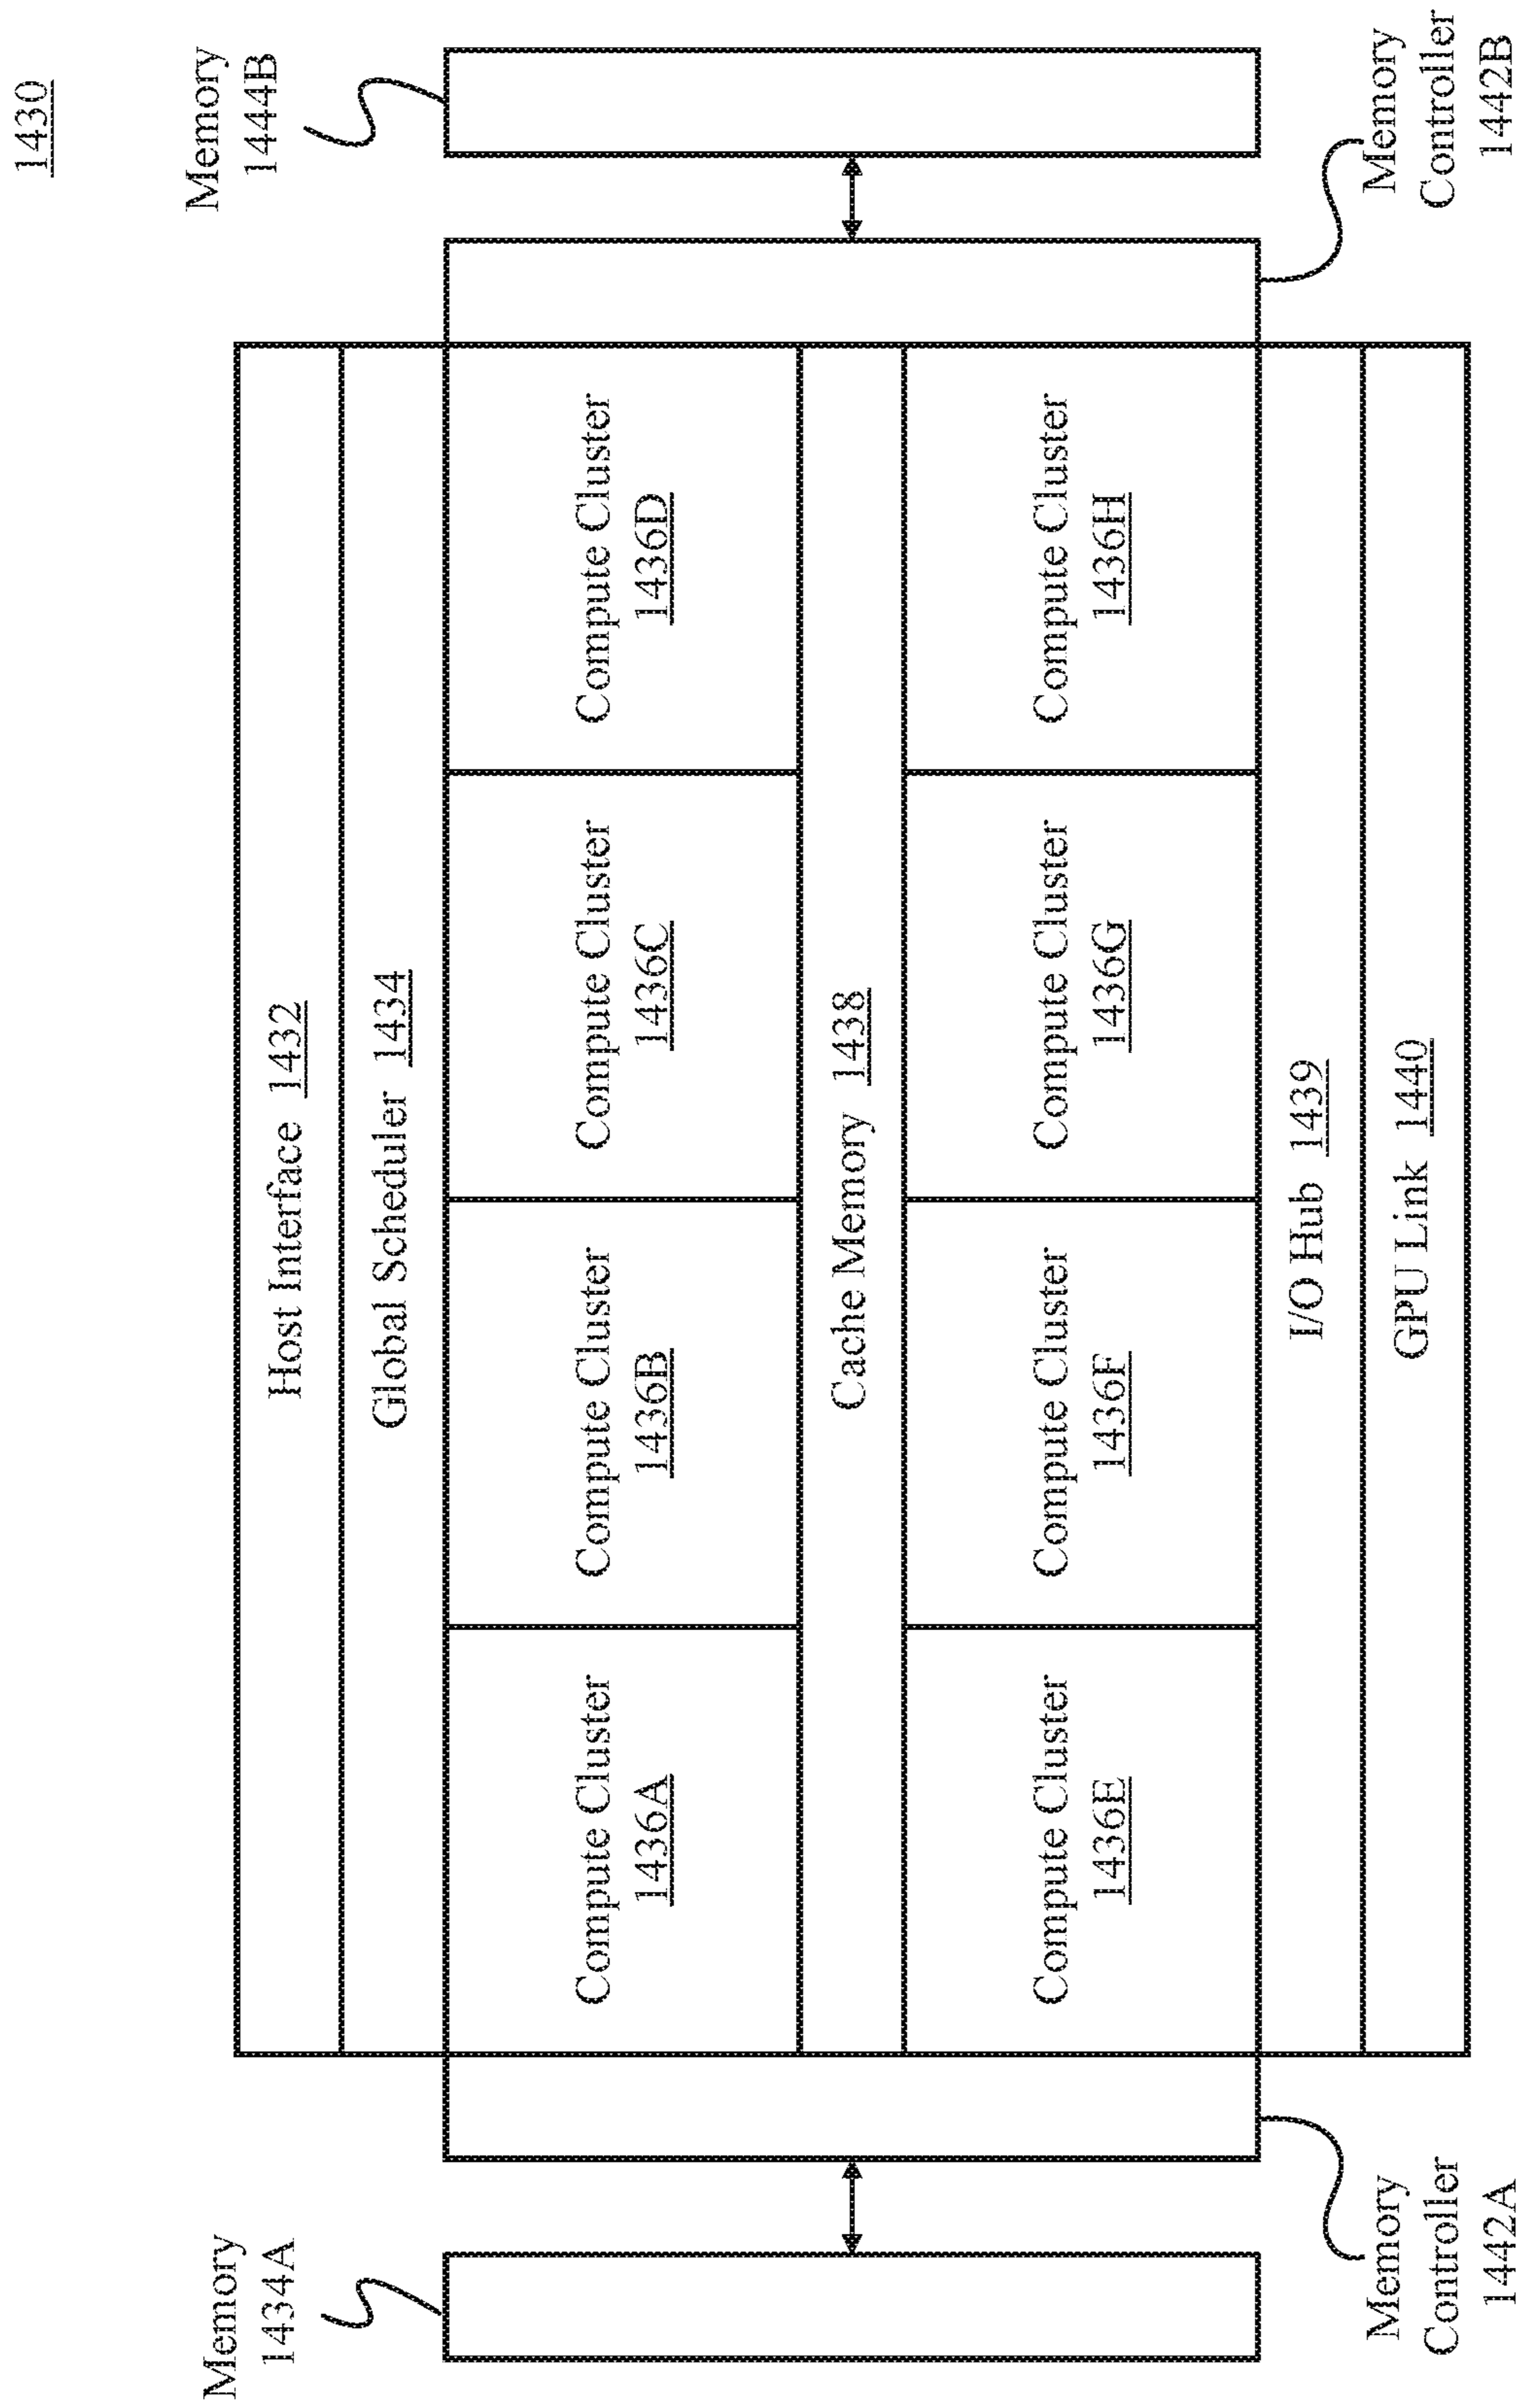 1430
Memory
1434A
Memory
1444B
Host Interface 1432
Global Scheduler 1434
Compute Cluster
1436A
Compute Cluster
1436B
Compute Cluster
1436C
Compute Cluster
1436D
Cache Memory 1438
Compute Cluster
1436E
Compute Cluster
1436F
Compute Cluster
1436G
Compute Cluster
1436H
I/O Hub 1439
GPU Link 1440
Memory
Controller
1442A
Memory
Controller
1442B